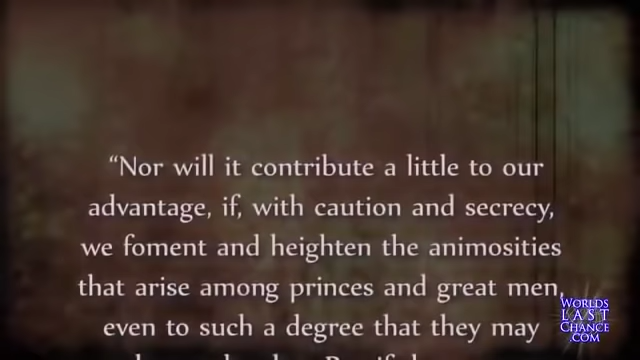 “Nor will it contribute a little to our
advantage, if, with caution and secrecy,
we foment and heighten the animosities
that arise among princes and great men,
even to such a degree that they may
WORLDS
LAST
CHANCE
.COM